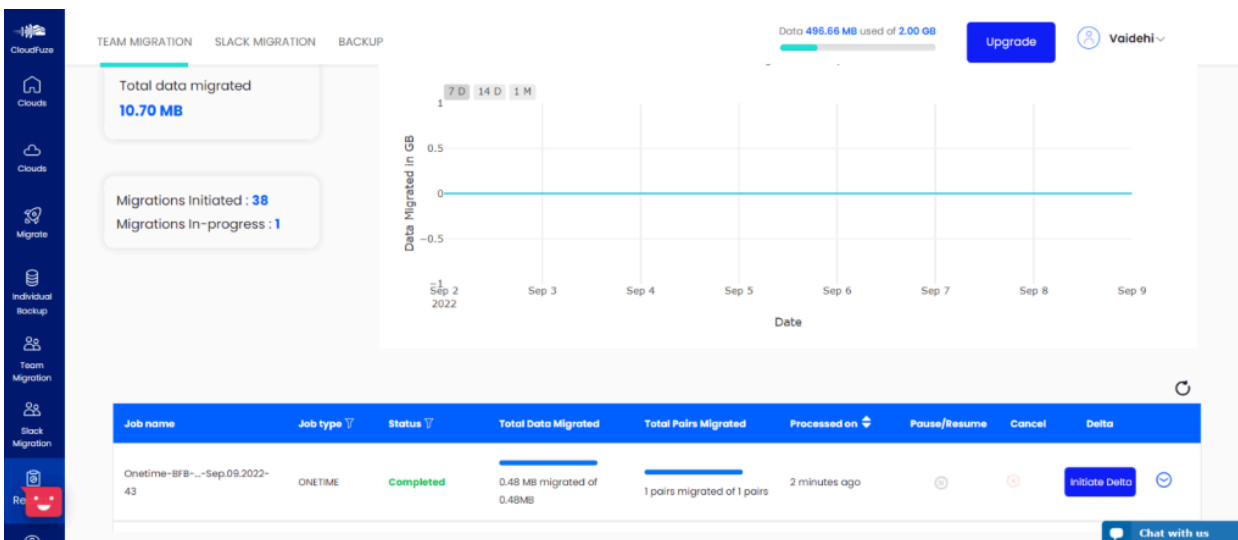 CloudFuze
TEAM MIGRATION SLACK MIGRATION BACKUP
Data 496.66 MB used of 2.00 GB
Upgrade
Vaidehi
Clouds
Clouds
Migrate
Individual
Backup
Team
Migration
Slack
Migration
Total data migrated
10.70 MB
Migrations Initiated : 38
Migrations In-progress : 1
7 D 14 D 1 M
Data Migrated in GB
1
0.5
0
−0.5
−1
Sep 2 Sep 3 Sep 4 Sep 5 Sep 6 Sep 7 Sep 8 Sep 9
2022
Date
Job name Job type Status Total Data Migrated Total Pairs Migrated Processed on Pause/Resume Cancel Delta
Onetime-BFB-...-Sep.09.2022-
43
ONETIME
Completed
0.48 MB migrated of
0.48MB
1 pairs migrated of 1 pairs
2 minutes ago
Initiate Delta
Chat with us